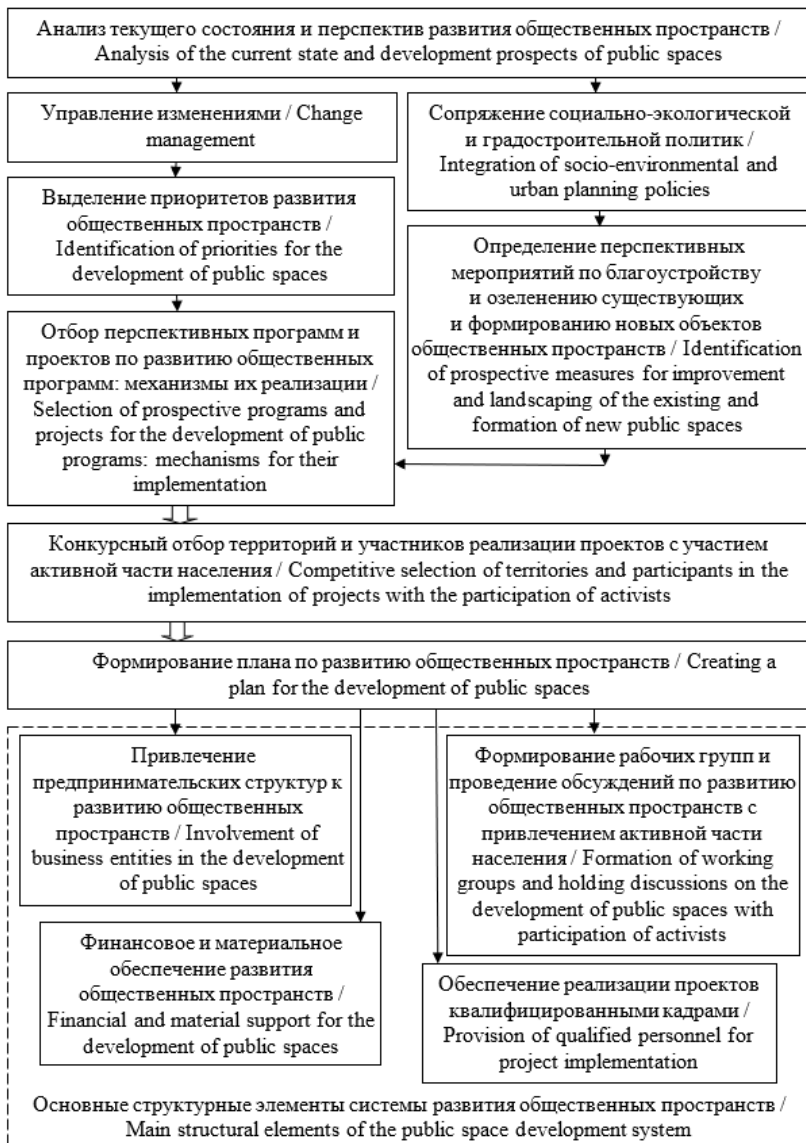 Анализ текущего состояния и перспектив развития общественных пространств /
Analysis of the current state and development prospects of public spaces
Управление изменениями / Change
management
Сопряжение социально-экологической
и градостроительной политик /
Integration of socio-environmental and
urban planning policies
Выделение приоритетов развития
общественных пространств /
Identification of priorities for the
development of public spaces
Определение перспективных
мероприятий по благоустройству
и озеленению существующих
и формированию новых объектов
общественных пространств / Identification
of prospective measures for improvement
and landscaping of the existing and
formation of new public spaces
Отбор перспективных программ и
проектов по развитию общественных
программ: механизмы их реализации /
Selection of prospective programs and
projects for the development of public
programs: mechanisms for their
implementation
Конкурсный отбор территорий и участников реализации проектов с участием
активной части населения / Competitive selection of territories and participants in the
implementation of projects with the participation of activists
Формирование плана по развитию общественных пространств / Creating a
plan for the development of public spaces
Привлечение
предпринимательских структур к
развитию общественных
пространств / Involvement of
business entities in the development
of public spaces
Формирование рабочих групп и
проведение обсуждений по развитию
общественных пространств с
привлечением активной части
населения / Formation of working
groups and holding discussions on the
development of public spaces with
participation of activists
Финансовое и материальное
обеспечение развития
общественных пространств /
Financial and material support for the
development of public spaces
Обеспечение реализации проектов
квалифицированными кадрами /
Provision of qualified personnel for
project implementation
Основные структурные элементы системы развития общественных пространств /
Main structural elements of the public space development system